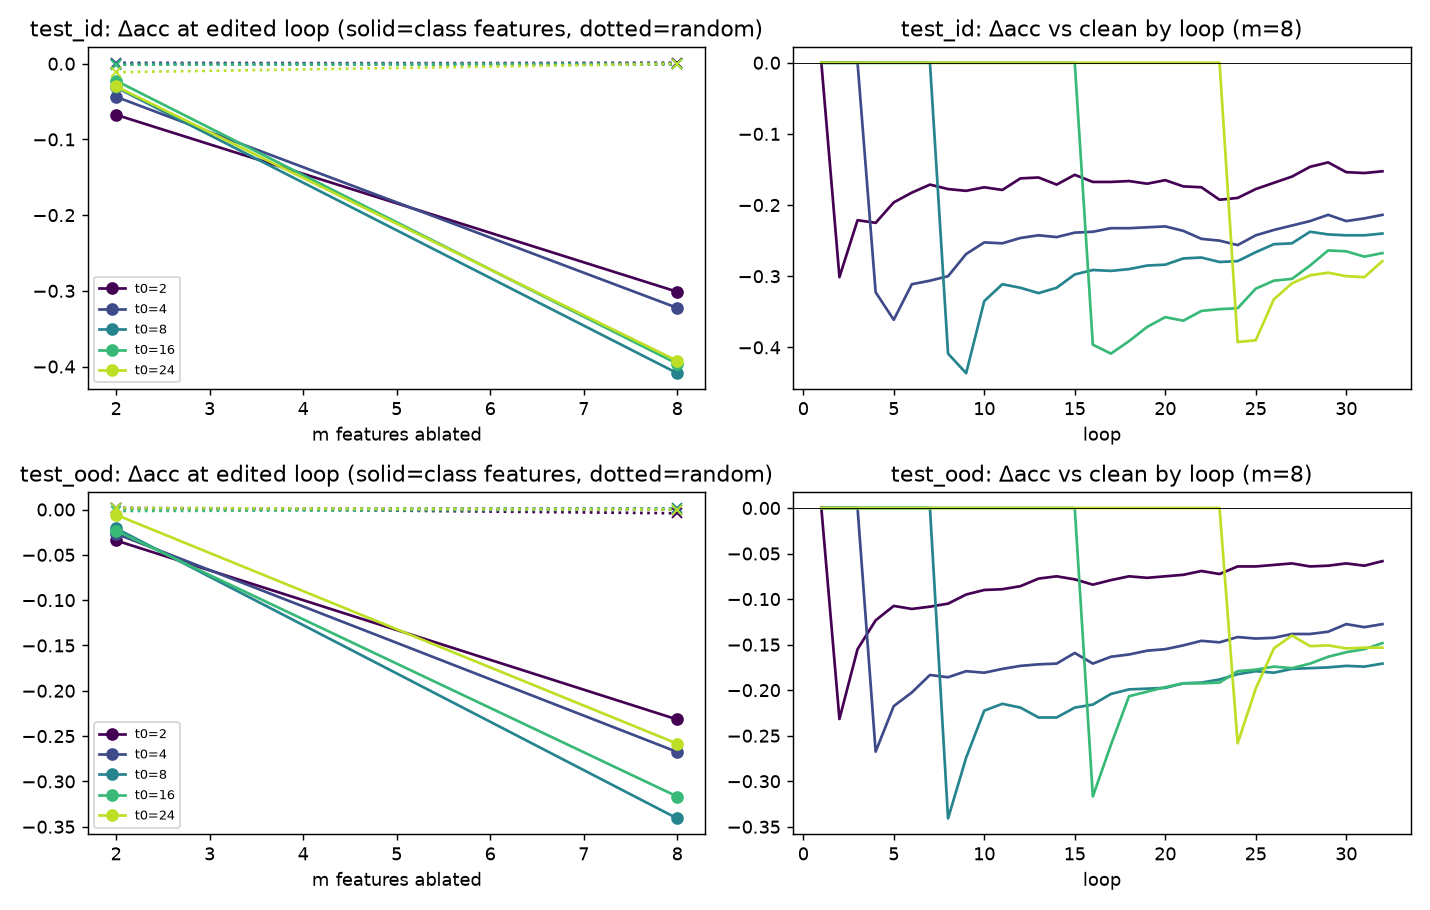 test_id: Δacc at edited loop (solid=class features, dotted=random)
0.0
−0.1
−0.2
−0.3
−0.4
t0=2
t0=4
t0=8
t0=16
t0=24
2 3 4 5 6 7 8
m features ablated
test_id: Δacc vs clean by loop (m=8)
0.0
−0.1
−0.2
−0.3
−0.4
0 5 10 15 20 25 30
loop
test_ood: Δacc at edited loop (solid=class features, dotted=random)
0.00
−0.05
−0.10
−0.15
−0.20
−0.25
−0.30
−0.35
t0=2
t0=4
t0=8
t0=16
t0=24
2 3 4 5 6 7 8
m features ablated
test_ood: Δacc vs clean by loop (m=8)
0.00
−0.05
−0.10
−0.15
−0.20
−0.25
−0.30
−0.35
0 5 10 15 20 25 30
loop